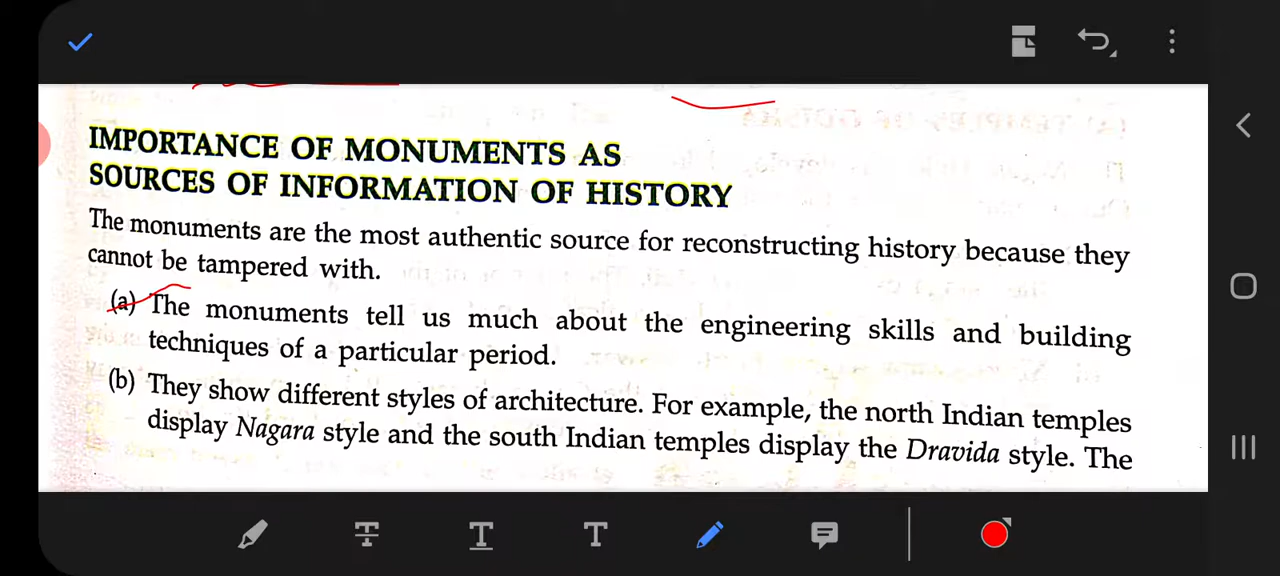 IMPORTANCE OF MONUMENTS AS
SOURCES OF INFORMATION OF HISTORY
The monuments are the most authentic source for reconstructing history because they
cannot be tampered with.
(a) The monuments tell us much about the engineering skills and building
techniques of a particular period.
(b) They show different styles of architecture. For example, the north Indian temples
display Nagara style and the south Indian temples display the Dravida style. The